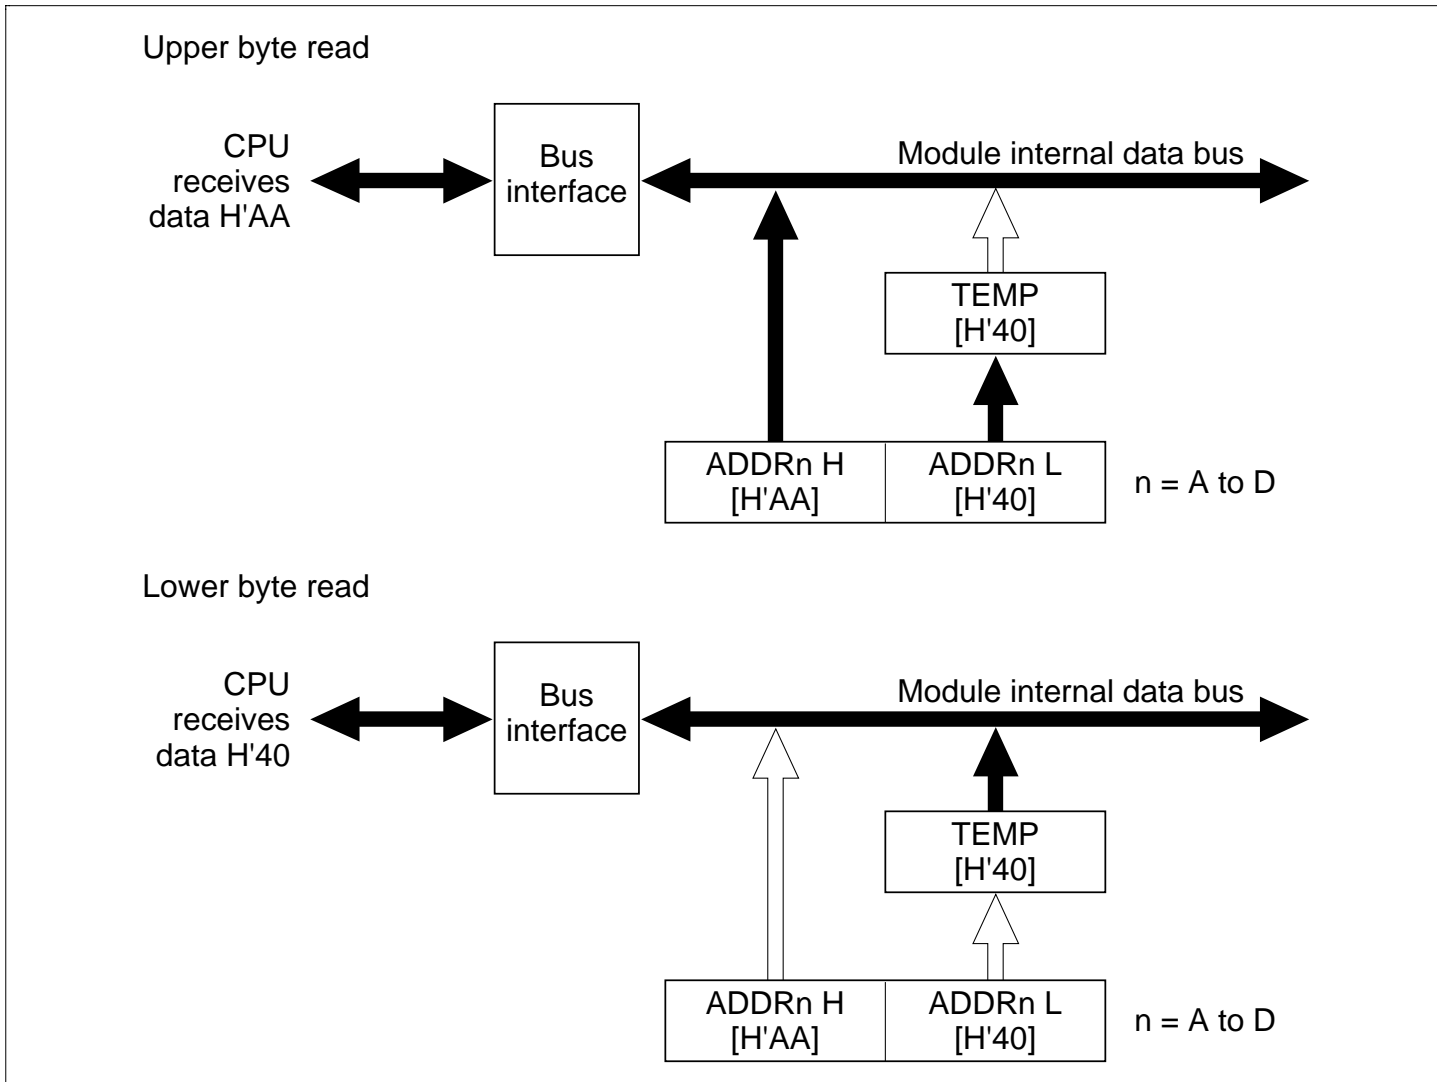 Upper byte read
CPU
receives
data H'AA
Bus
interface
Module internal data bus
TEMP
[H'40]
ADDRn H
[H'AA]
ADDRn L
[H'40]
n = A to D
Lower byte read
CPU
receives
data H'40
Bus
interface
Module internal data bus
TEMP
[H'40]
ADDRn H
[H'AA]
ADDRn L
[H'40]
n = A to D